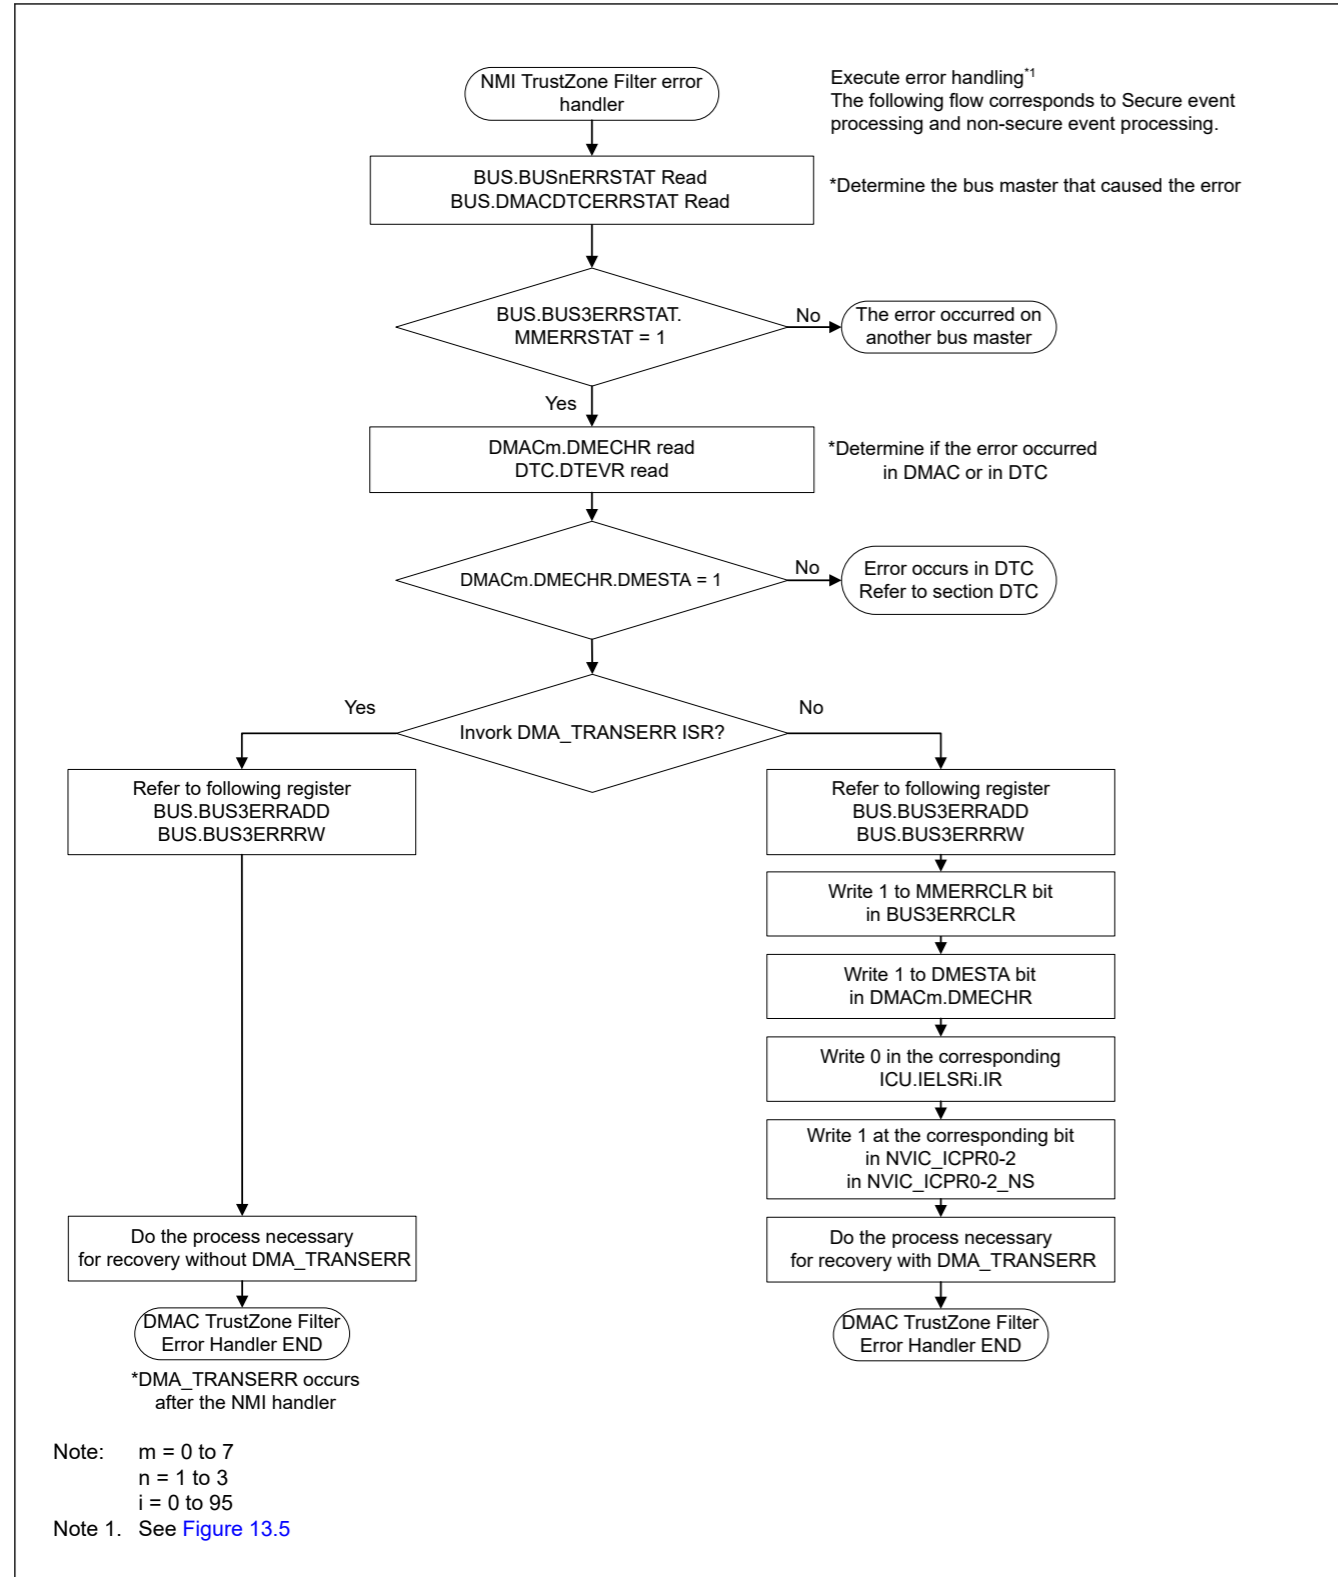 NMI TrustZone Filter error
handler
Execute error handling*1
The following flow corresponds to Secure event
processing and non-secure event processing.
BUS.BUSnERRSTAT Read
BUS.DMACDTCERRSTAT Read
*Determine the bus master that caused the error
BUS.BUS3ERRSTAT.
MMERRSTAT = 1
No
The error occurred on
another bus master
Yes
DMACm.DMECHR read
DTC.DTEVR read
*Determine if the error occurred
in DMAC or in DTC
DMACm.DMECHR.DMESTA = 1
No
Error occurs in DTC
Refer to section DTC
Yes
Invork DMA_TRANSERR ISR?
No
Refer to following register
BUS.BUS3ERRADD
BUS.BUS3ERRRW
Do the process necessary
for recovery without DMA_TRANSERR
DMAC TrustZone Filter
Error Handler END
*DMA_TRANSERR occurs
after the NMI handler
Refer to following register
BUS.BUS3ERRADD
BUS.BUS3ERRRW
Write 1 to MMERRCLR bit
in BUS3ERRCLR
Write 1 to DMESTA bit
in DMACm.DMECHR
Write 0 in the corresponding
ICU.IELSRi.IR
Write 1 at the corresponding bit
in NVIC_ICPR0-2
in NVIC_ICPR0-2_NS
Do the process necessary
for recovery with DMA_TRANSERR
DMAC TrustZone Filter
Error Handler END
Note: m = 0 to 7
n = 1 to 3
i = 0 to 95
Note 1. See Figure 13.5